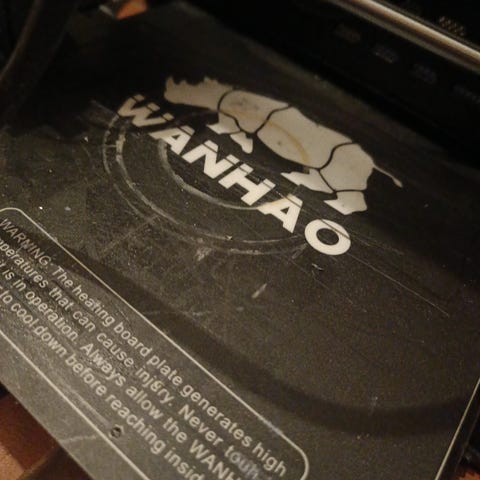 WANHAO
WARNING: The heating board plate generates high
temperatures that can cause injury. Never touch
is in operation. Always allow the WANH
to cool down before reaching insid